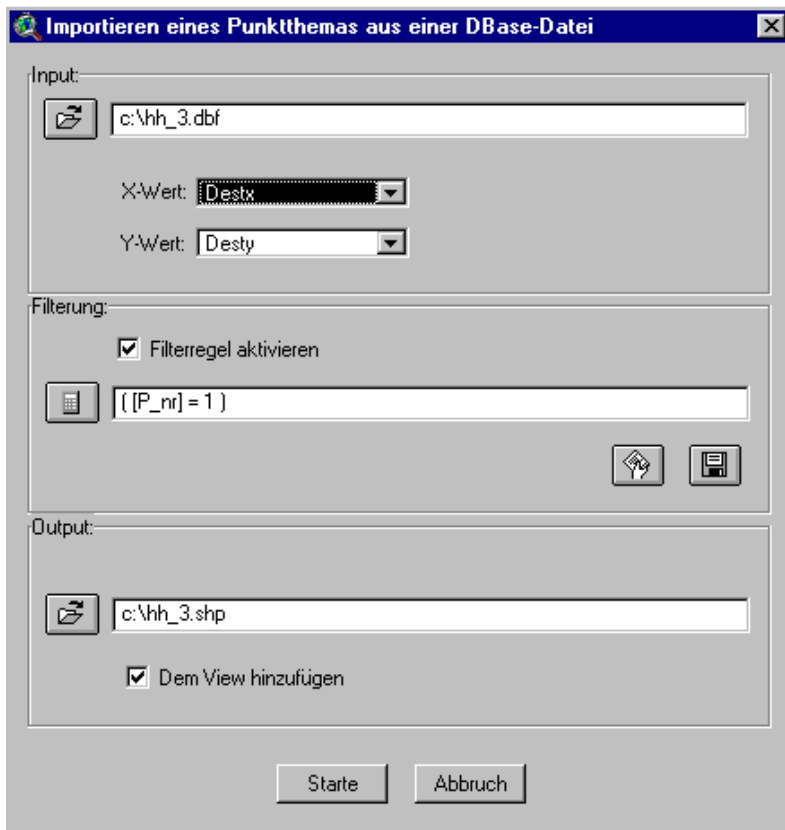 Importieren eines Punktthemas aus einer DBase-Datei
Input:
c:\hh_3.dbf
X-Wert: Destx
Y-Wert: Desty
Filterung:
Filterregel aktivieren
( [P_nr] = 1 )
Output:
c:\hh_3.shp
Dem View hinzufügen
Starte Abbruch